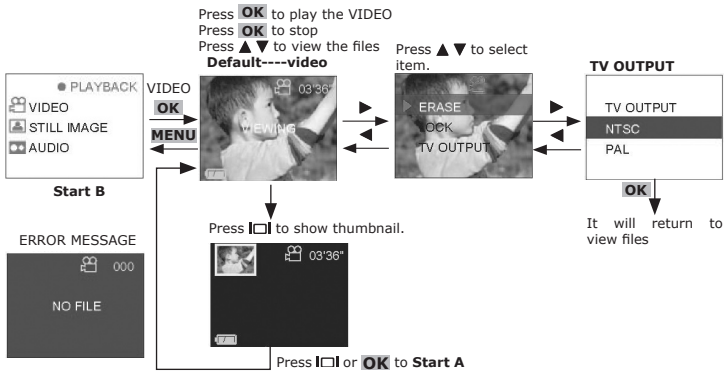 Press OK to play the VIDEO
Press OK to stop
Press ▲ ▼ to view the files
Default----video
Press ▲ ▼ to select
item.
TV OUTPUT
PLAYBACK
VIDEO
STILL IMAGE
AUDIO
Start B
VIDEO
OK
MENU
03'36"
VIEWING
ERASE
LOCK
TV OUTPUT
TV OUTPUT
NTSC
PAL
OK
It will return to
view files
Press to show thumbnail.
03'36"
ERROR MESSAGE
000
NO FILE
Press or OK to Start A